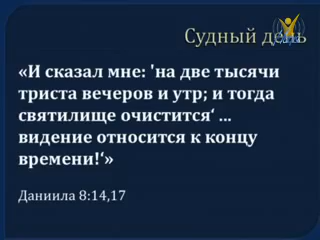 Судный день
«И сказал мне: 'на две тысячи
триста вечеров и утр; и тогда
святилище очистится‘ ...
видение относится к концу
времени!‘»
Даниила 8:14,17